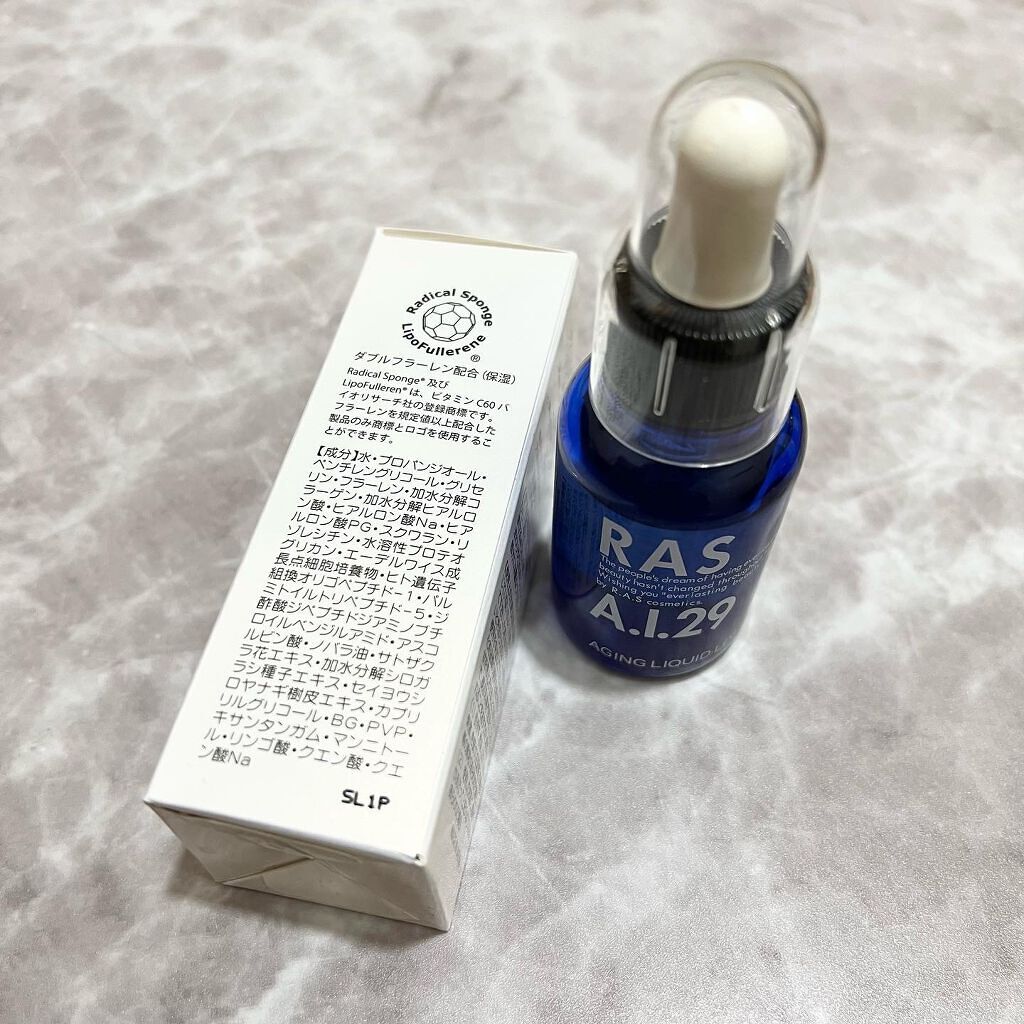 Radical Sponge
LipoFullerene
®
ダブルフラーレン配合(保湿)
Radical Sponge® 及び
LipoFulleren® は、ビタミン C60 バ
イオリサーチ社の登録商標です。
フラーレンを規定値以上配合した
製品のみ商標とロゴを使用するこ
とができます。
【成分】水・プロパンジオール・
ペンチレングリコール・グリセ
リン・フラーレン・加水分解コ
ラーゲン・加水分解ヒアルロ
ン酸・ヒアルロン酸Na・ヒア
ルロン酸PG・スクワラン・リ
ゾレシチン・水溶性プロテオ
グリカン・エーデルワイス成
長点細胞培養物・ヒト遺伝子
組換オリゴペプチド-1・パル
ミトイルトリペプチド-5・ジ
酢酸ジペプチドジアミノブチ
ロイルベンジルアミド・アスコ
ルビン酸・ノバラ油・サトザク
ラ花エキス・加水分解シロガ
ラシ種子エキス・セイヨウシ
ロヤナギ樹皮エキス・カプリ
リルグリコール・BG・PVP・
キサンタンガム・マンニトー
ル・リンゴ酸・クエン酸・クエ
ン酸Na
SL1P
RAS
The people's dream of having
beauty hasn't changed
Wishing you "everlasting
by R.A.S cosmetics.
A.I.29
AGING LIQUID